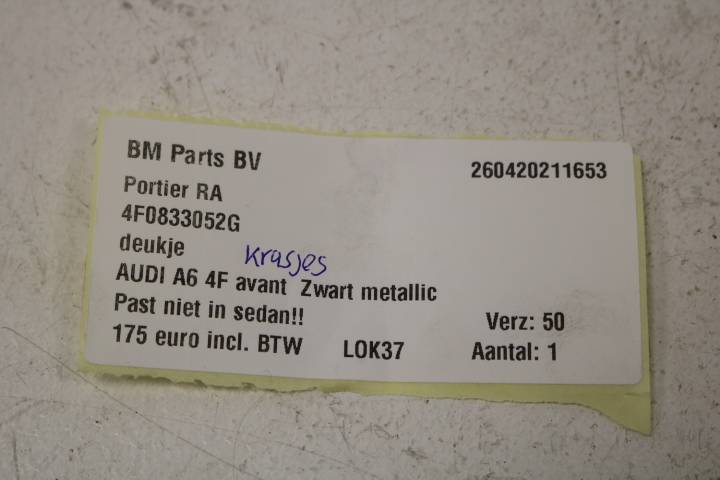 BM Parts BV 260420211653
Portier RA
4F0833052G
deukje krasjes
AUDI A6 4F avant Zwart metallic
Past niet in sedan!! Verz: 50
175 euro incl. BTW LOK37 Aantal: 1